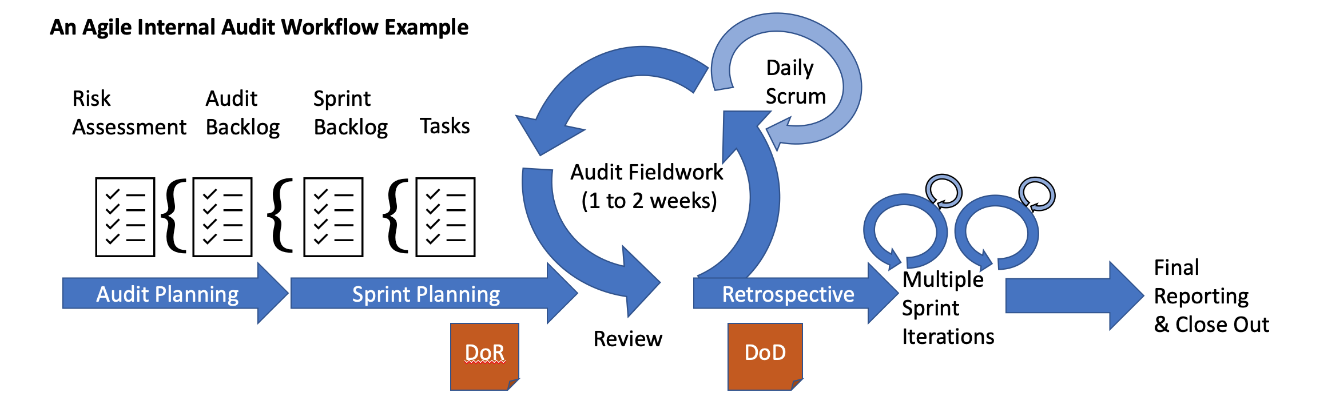 An Agile Internal Audit Workflow Example
Risk
Assessment
Audit
Backlog
Sprint
Backlog
Tasks
Daily
Scrum
Audit Fieldwork
(1 to 2 weeks)
Audit Planning
Sprint Planning
Review
Retrospective
Multiple
Sprint
Iterations
Final
Reporting
& Close Out
DoR
DoD